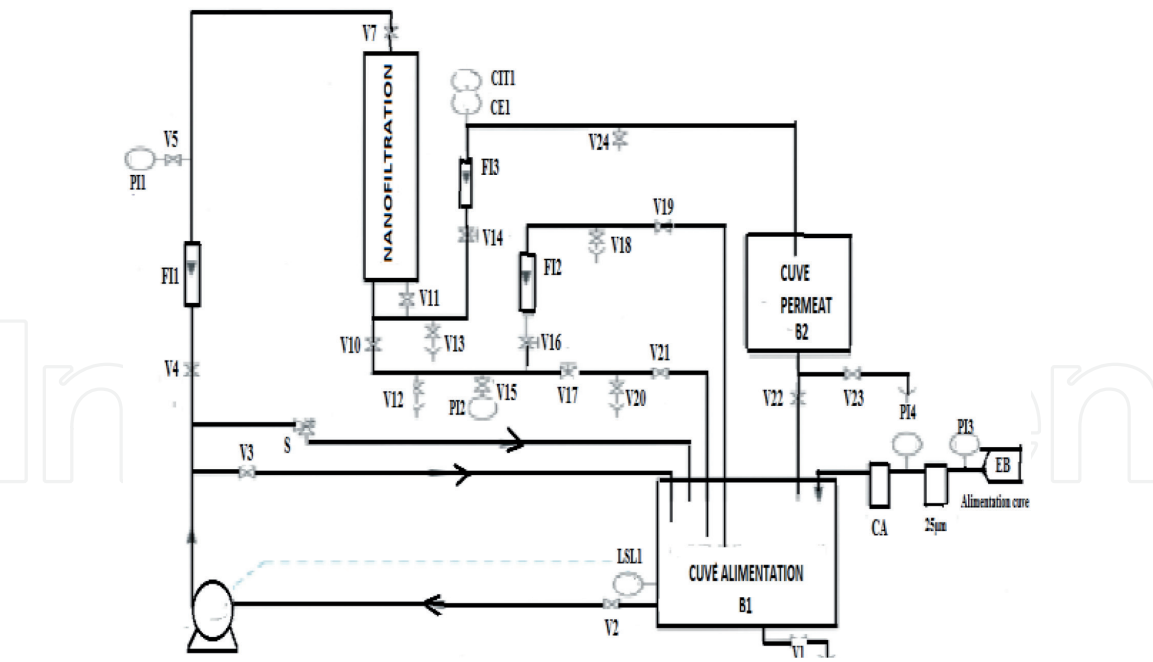 V7
NANOFILTRATION
CIT1
CE1
V5
PI1
V24
FI3
V19
V14
V18
FI1
FI2
CUVE
PERMEAT
B2
V11
V10
V13
V16
V21
V4
V12
PI2
V15
V17
V20
V22
V23
PI4
S
PI3
V3
EB
Alimentation cuve
CA
25µm
LSL1
CUVE ALIMENTATION
B1
V2
V1